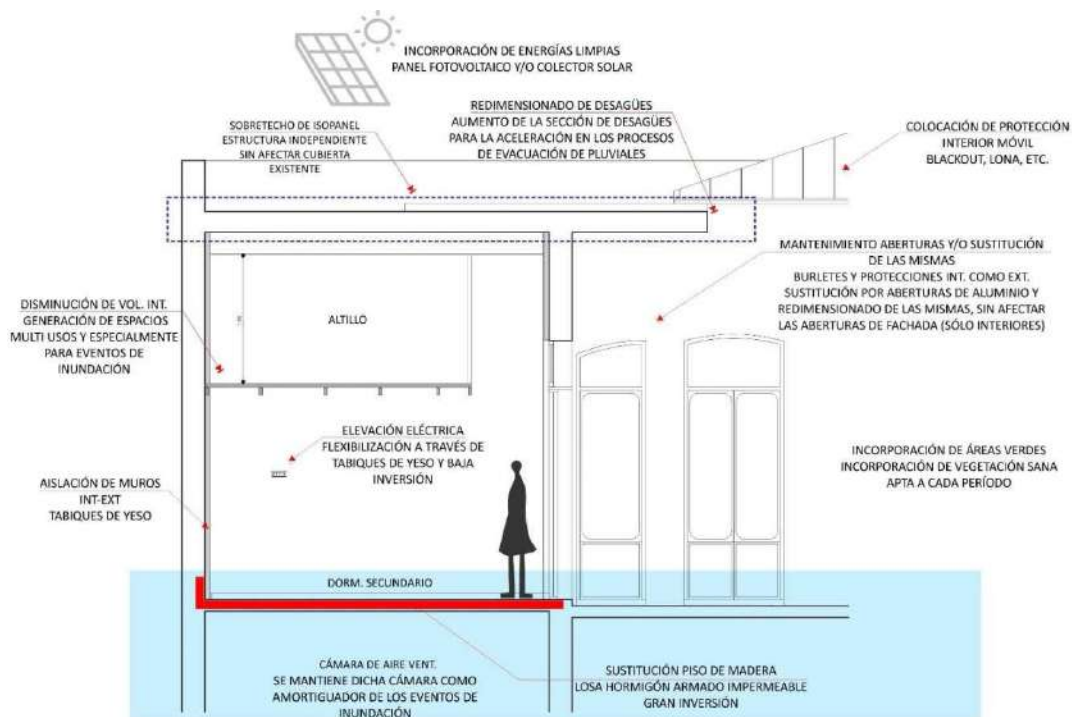 INCORPORACIÓN DE ENERGÍAS LIMPIAS
PANEL FOTOVOLTAICO Y/O COLECTOR SOLAR
REDIMENSIONADO DE DESAGÜES
AUMENTO DE LA SECCIÓN DE DESAGÜES
PARA LA ACELERACIÓN EN LOS PROCESOS
DE EVACUACIÓN DE PLUVIALES
SOBRETECHO DE ISOPANEL
ESTRUCTURA INDEPENDIENTE
SIN AFECTAR CUBIERTA
EXISTENTE
COLOCACIÓN DE PROTECCIÓN
INTERIOR MÓVIL
BLACKOUT, LONA, ETC.
MANTENIMIENTO ABERTURAS Y/O SUSTITUCIÓN
DE LAS MISMAS
BURLETES Y PROTECCIONES INT. COMO EXT.
SUSTITUCIÓN POR ABERTURAS DE ALUMINIO Y
REDIMENSIONADO DE LAS MISMAS, SIN AFECTAR
LAS ABERTURAS DE FACHADA (SÓLO INTERIORES)
DISMINUCIÓN DE VOL. INT.
GENERACIÓN DE ESPACIOS
MULTI USOS Y ESPECIALMENTE
PARA EVENTOS DE
INUNDACIÓN
ALTILLO
ELEVACIÓN ELÉCTRICA
FLEXIBILIZACIÓN A TRAVÉS DE
TABIQUES DE YESO Y BAJA
INVERSIÓN
INCORPORACIÓN DE ÁREAS VERDES
INCORPORACIÓN DE VEGETACIÓN SANA
APTA A CADA PERÍODO
AISLACIÓN DE MUROS
INT-EXT
TABIQUES DE YESO
DORM. SECUNDARIO
CÁMARA DE AIRE VENT.
SE MANTIENE DICHA CÁMARA COMO
AMORTIGUADOR DE LOS EVENTOS DE
INUNDACIÓN
SUSTITUCIÓN PISO DE MADERA
LOSA HORMIGÓN ARMADO IMPERMEABLE
GRAN INVERSIÓN